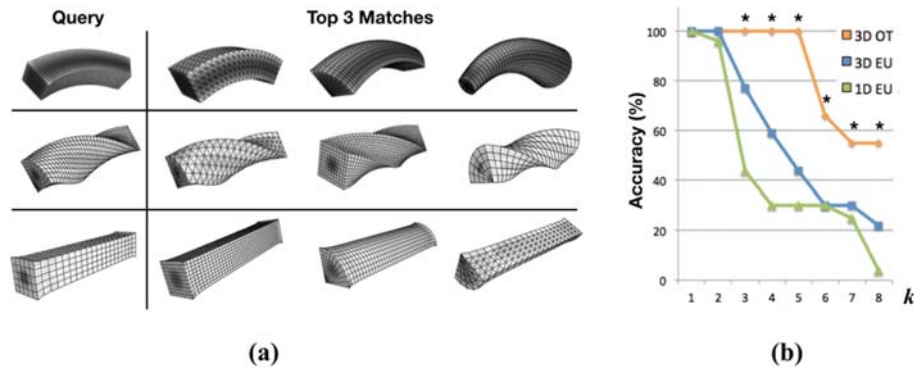 Query
Top 3 Matches
(a)
Accuracy (%)
100
80
60
40
20
0
* * *
*
* *
3D OT
3D EU
1D EU
1 2 3 4 5 6 7 8 k
(b)